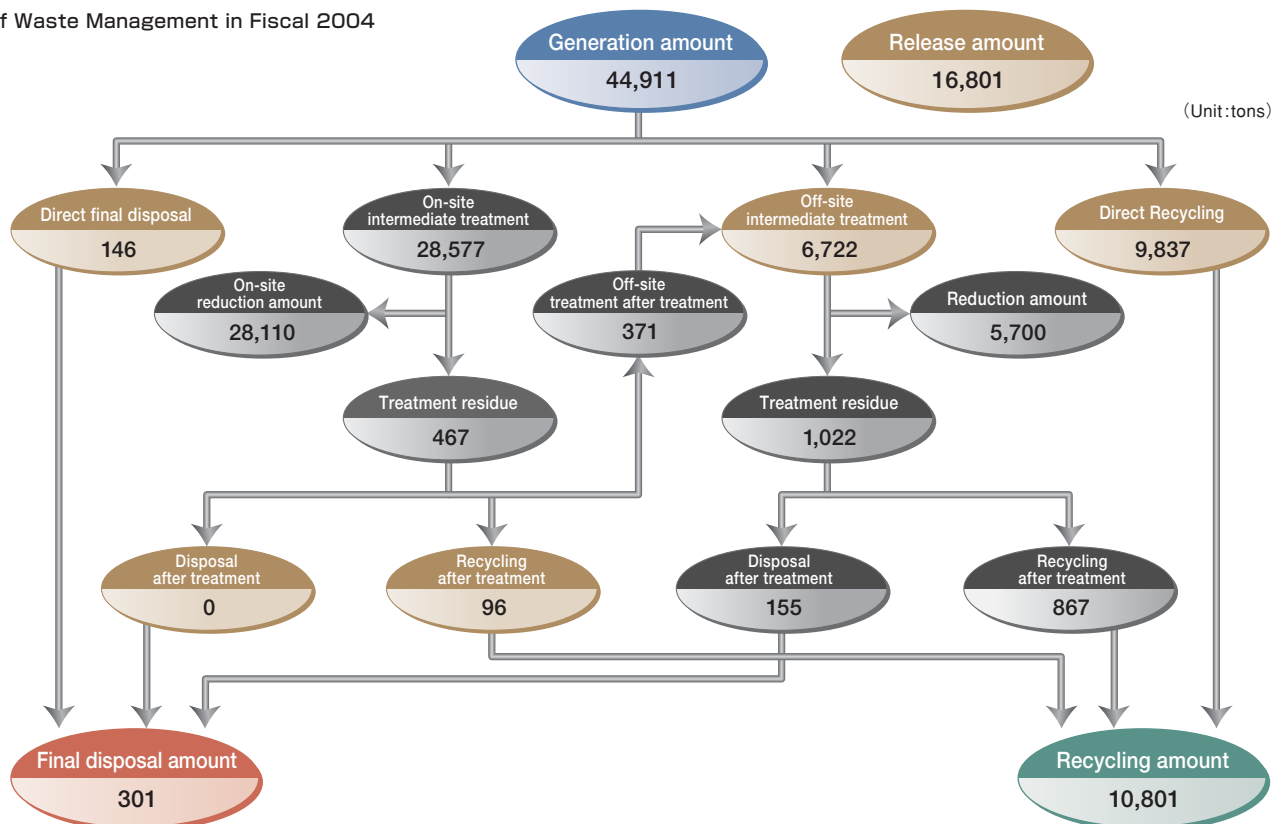 f Waste Management in Fiscal 2004
Generation amount
44,911
Release amount
16,801
(Unit:tons)
Direct final disposal
146
On-site
intermediate treatment
28,577
Off-site
intermediate treatment
6,722
Direct Recycling
9,837
On-site
reduction amount
28,110
Off-site
treatment after treatment
371
Reduction amount
5,700
Treatment residue
467
Treatment residue
1,022
Disposal
after treatment
0
Recycling
after treatment
96
Disposal
after treatment
155
Recycling
after treatment
867
Final disposal amount
301
Recycling amount
10,801